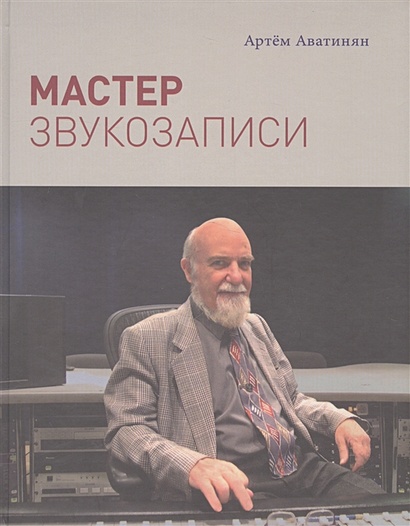 Артём Аватинян
МАСТЕР
ЗВУКОЗАПИСИ